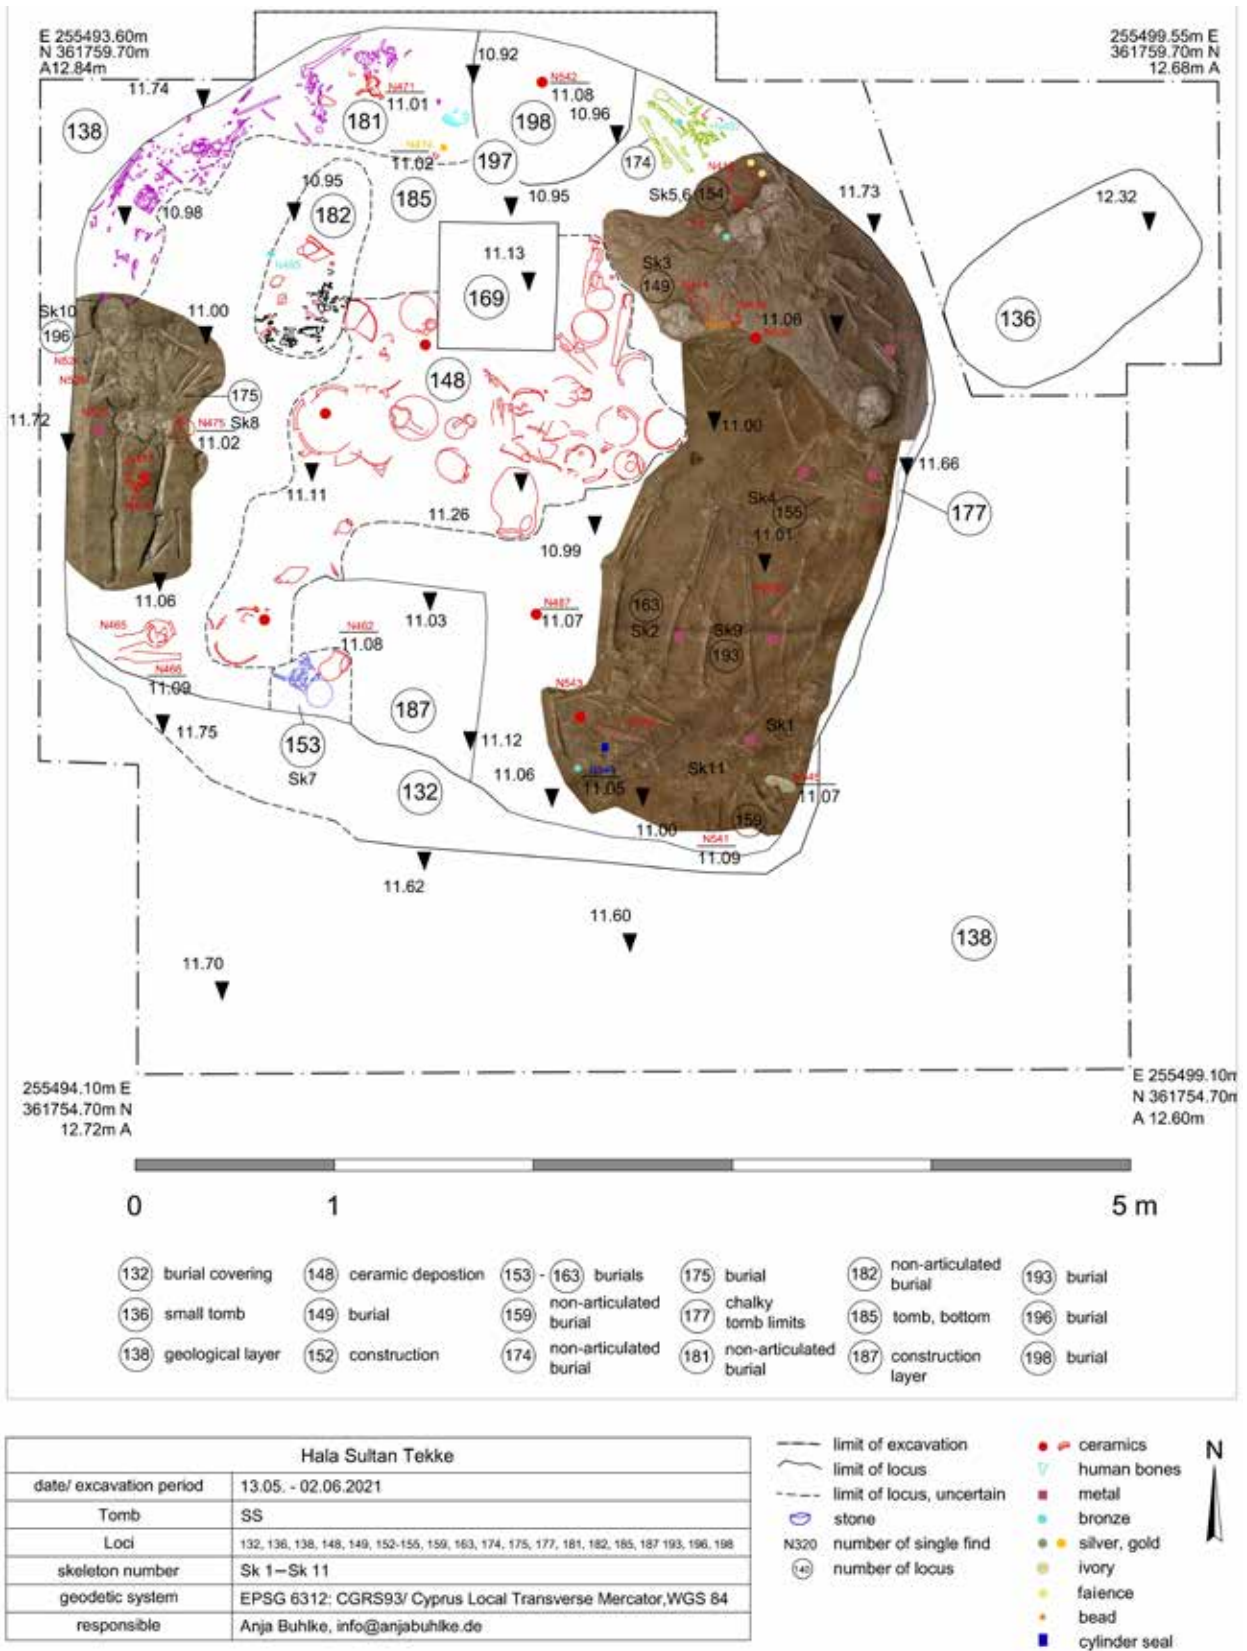 E 255493.60m
N 361759.70m
A12.84m
255499.55m E
361759.70m N
12.68m A
10.92
11.74
N471
11.01
N542
11.08
138
181
198
10.96
11.02
197
174
N419
10.95
10.98
182
185
10.95
Sk5,6
154
11.73
12.32
11.13
Sk3
149
169
136
Sk10
196
11.00
11.06
148
175
11.72
N475
Sk8
11.02
11.00
11.66
11.11
Sk4
155
177
11.26
11.01
10.99
11.06
11.03
N487
11.07
163
N465
N462
11.08
Sk2
Sk9
193
N466
11.09
N543
187
11.75
11.12
Sk1
153
11.06
Sk11
Sk7
132
11.05
11.07
159
11.00
N541
11.09
11.62
11.60
138
11.70
255494.10m E
361754.70m N
12.72m A
E 255499.10m
N 361754.70m
A 12.60m
0 1 5 m
132 burial covering
148 ceramic depostion
153 - 163 burials
175 burial
182 non-articulated
burial
193 burial
136 small tomb
149 burial
159 non-articulated
burial
177 chalky
tomb limits
185 tomb, bottom
196 burial
138 geological layer
152 construction
174 non-articulated
burial
181 non-articulated
burial
187 construction
layer
198 burial
Hala Sultan Tekke
date/ excavation period 13.05. - 02.06.2021
Tomb SS
Loci 132, 136, 138, 148, 149, 152-155, 159, 163, 174, 175, 177, 181, 182, 185, 187 193, 196, 198
skeleton number Sk 1–Sk 11
geodetic system EPSG 6312: CGRS93/ Cyprus Local Transverse Mercator,WGS 84
responsible Anja Buhlke, info@anjabuhlke.de
limit of excavation
limit of locus
limit of locus, uncertain
stone
N320 number of single find
140 number of locus
ceramics
human bones
metal
bronze
silver, gold
ivory
faience
bead
cylinder seal
N